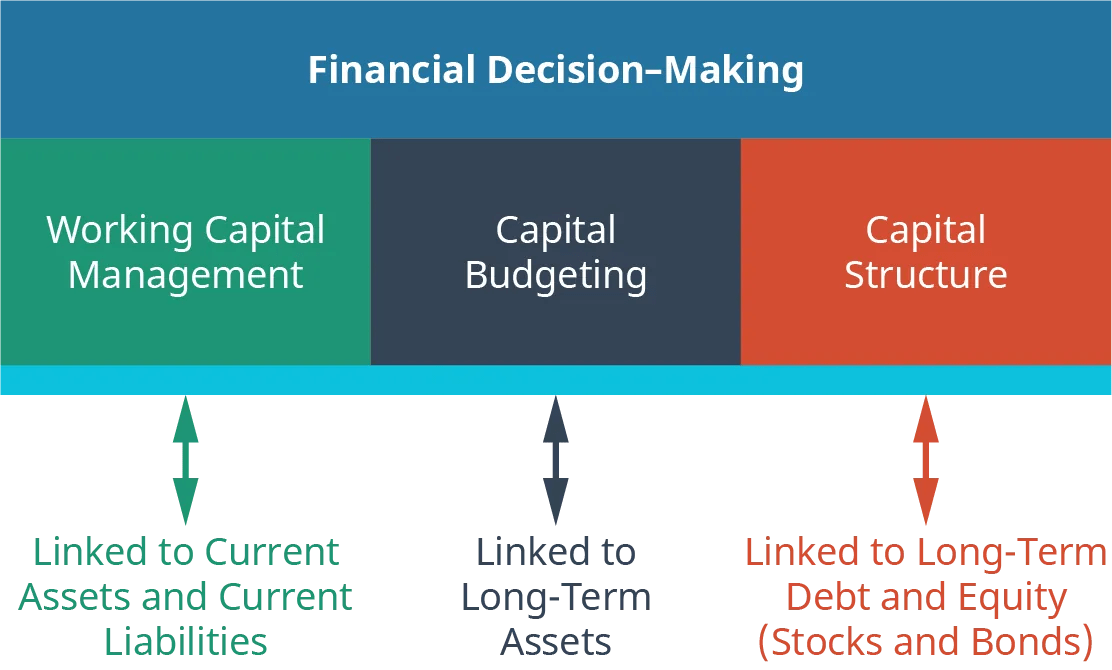 Financial Decision–Making
Working Capital
Management
Capital
Budgeting
Capital
Structure
Linked to Current
Assets and Current
Liabilities
Linked to
Long-Term
Assets
Linked to Long-Term
Debt and Equity
(Stocks and Bonds)